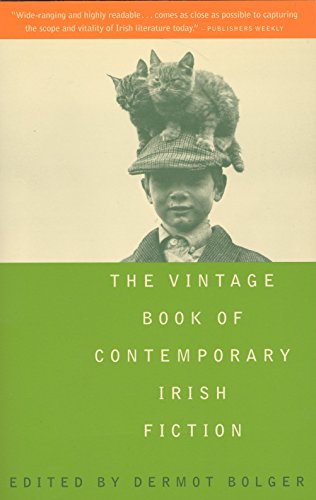 "Wide-ranging and highly readable . . . comes as close as possible to capturing
the scope and vitality of Irish literature today." —PUBLISHERS WEEKLY
THE VINTAGE
BOOK OF
CONTEMPORARY
IRISH
FICTION
EDITED BY DERMOT BOLGER